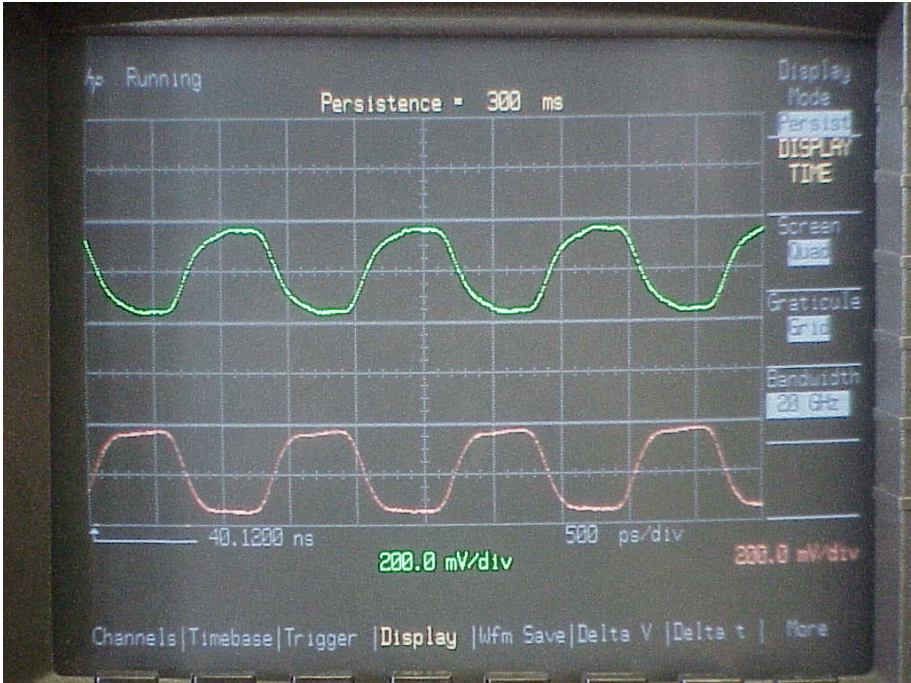 hp Running
Persistence = 300 ms
Display
Mode
Persist
DISPLAY
TIME
Screen
Quad
Graticule
Grid
Bandwidth
20 GHz
40.1200 ns
500 ps/div
200.0 mV/div
200.0 mV/div
Channels|Timebase|Trigger |Display |Wfm Save|Delta V |Delta t | More